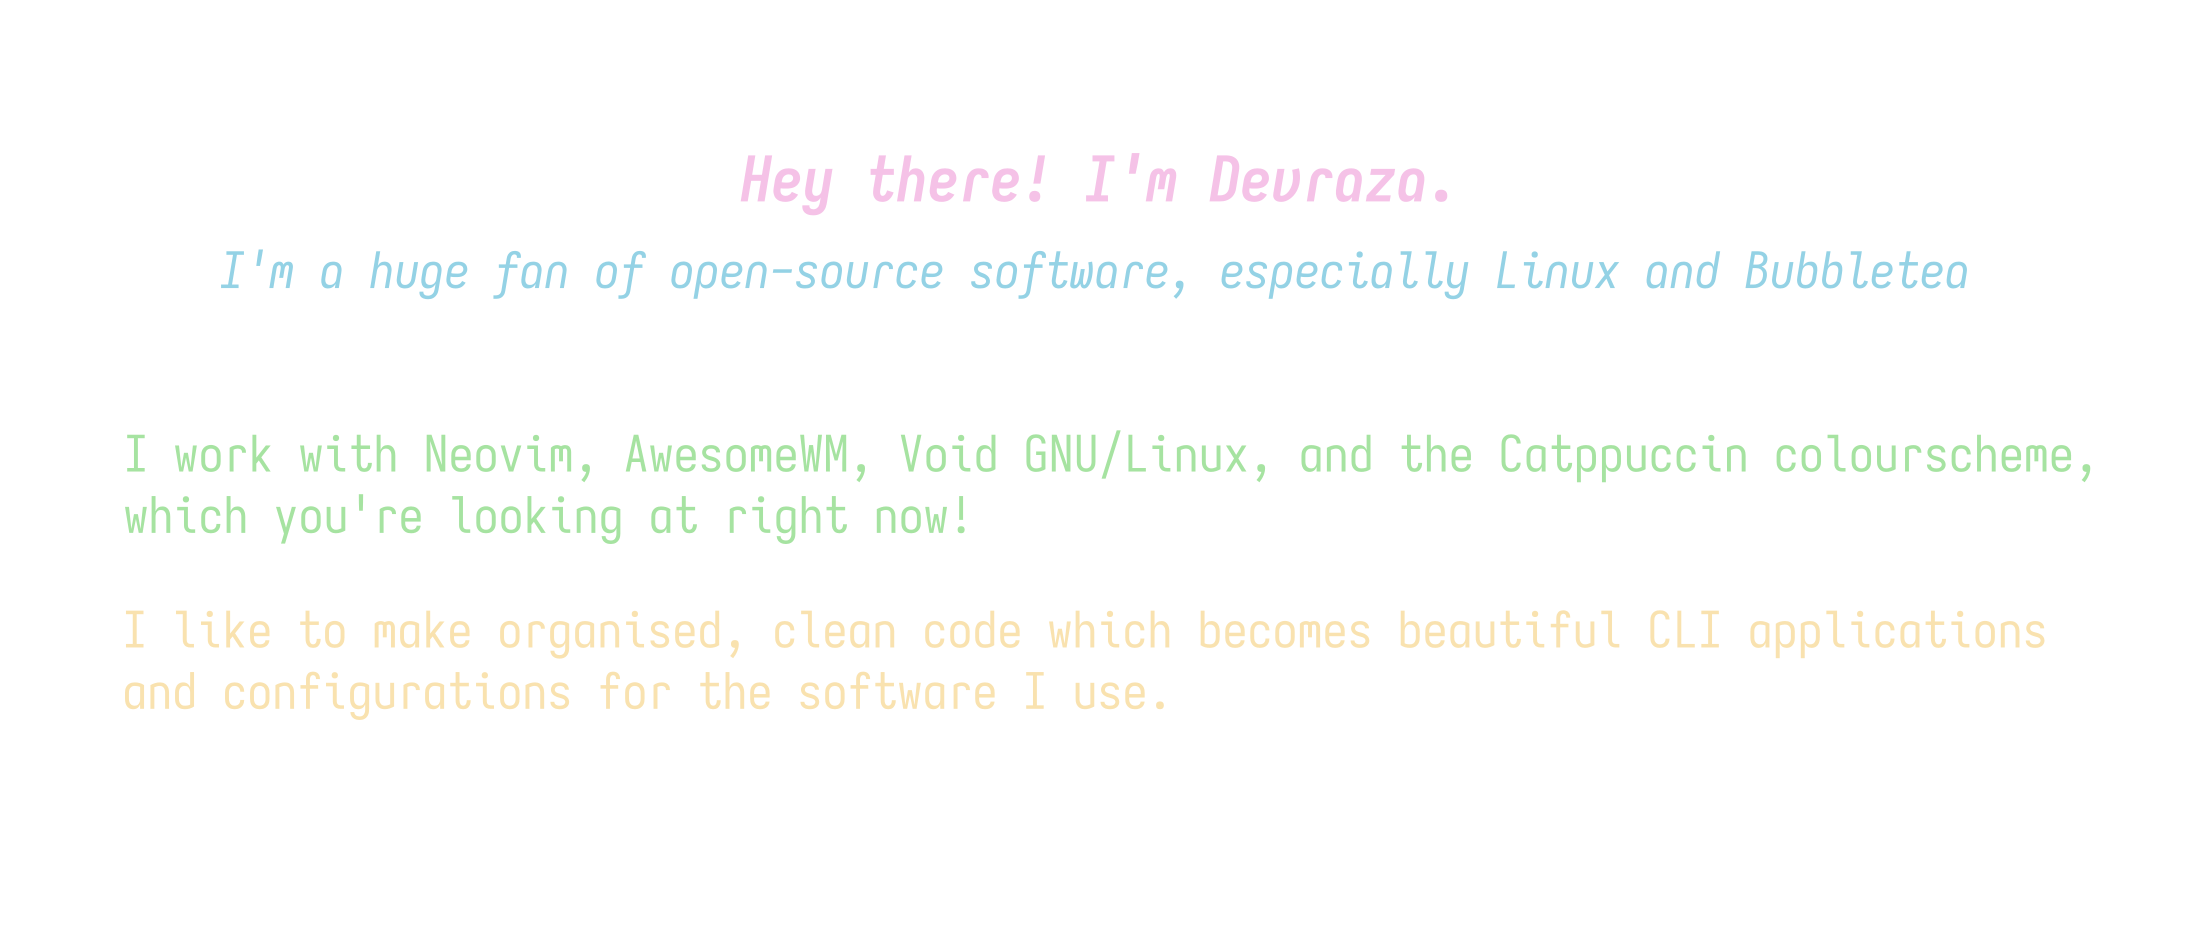 Hey there! I'm Devraza.
I'm a huge fan of open-source software, especially Linux and Bubbletea
I work with Neovim, AwesomeWM, Void GNU/Linux, and the Catppuccin colourscheme,
which you're looking at right now!
I like to make organised, clean code which becomes beautiful CLI applications
and configurations for the software I use.